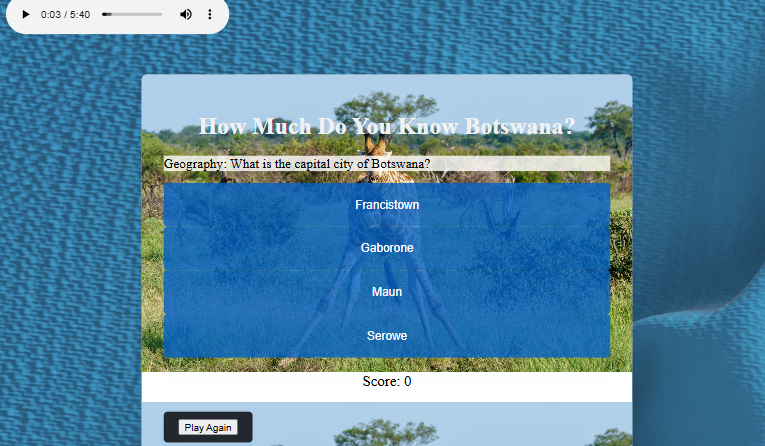 0:03 / 5:40
How Much Do You Know Botswana?
Geography: What is the capital city of Botswana?
Francistown
Gaborone
Maun
Serowe
Score: 0
Play Again